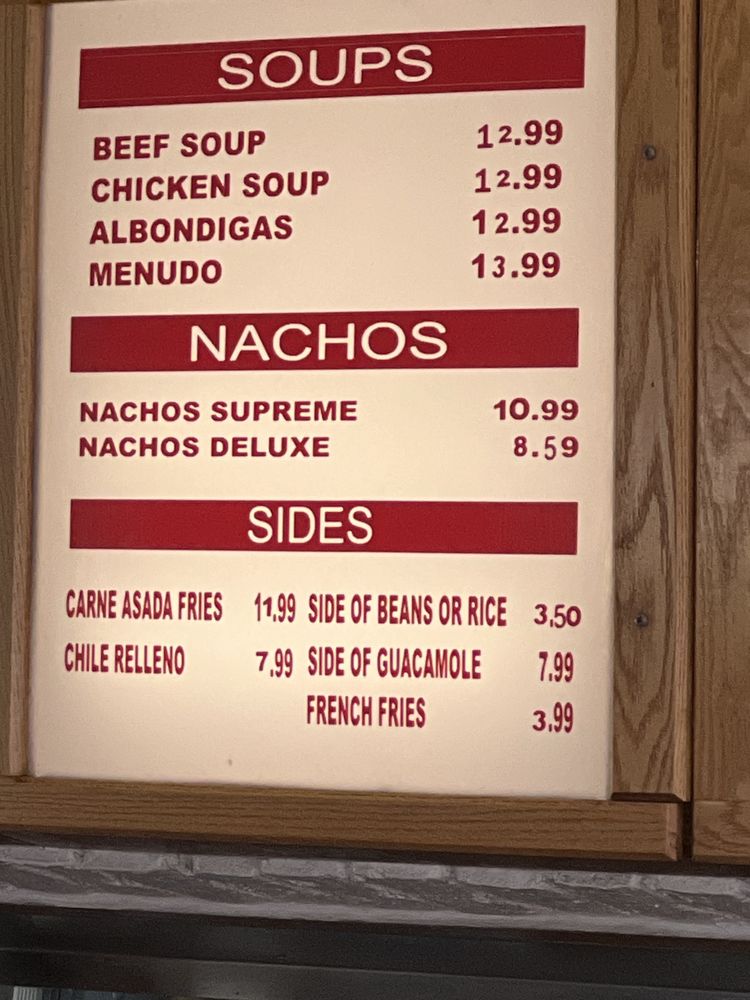 SOUPS
BEEF SOUP 12.99
CHICKEN SOUP 12.99
ALBONDIGAS 12.99
MENUDO 13.99
NACHOS
NACHOS SUPREME 10.99
NACHOS DELUXE 8.59
SIDES
CARNE ASADA FRIES 11.99 SIDE OF BEANS OR RICE 3.50
CHILE RELLENO 7.99 SIDE OF GUACAMOLE 7.99
FRENCH FRIES 3.99